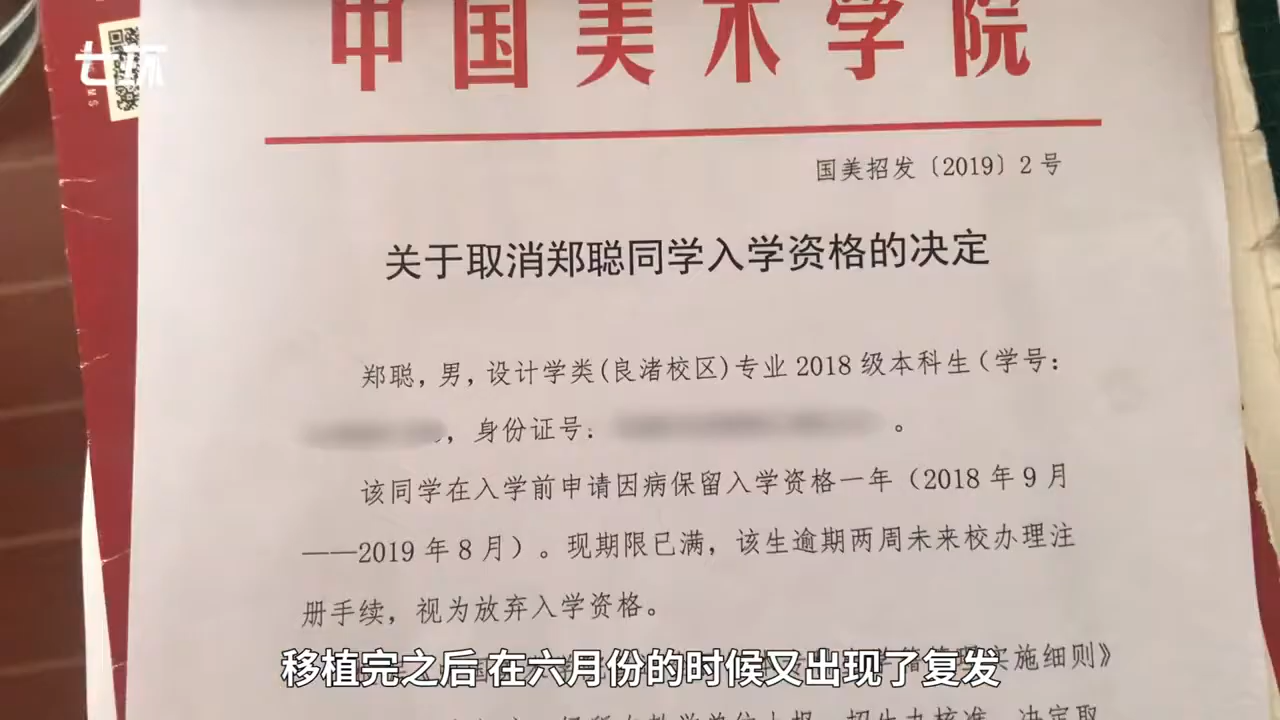 中国美术学院
七环
国美招发〔2019〕2号
关于取消郑聪同学入学资格的决定
郑聪,男,设计学类(良渚校区)专业2018级本科生(学号:
,身份证号: 。
该同学在入学前申请因病保留入学资格一年(2018年9月
——2019年8月)。现期限已满,该生逾期两周未来校办理注
册手续,视为放弃入学资格。
实施细则》
移植完之后 在六月份的时候又出现了复发
决定取